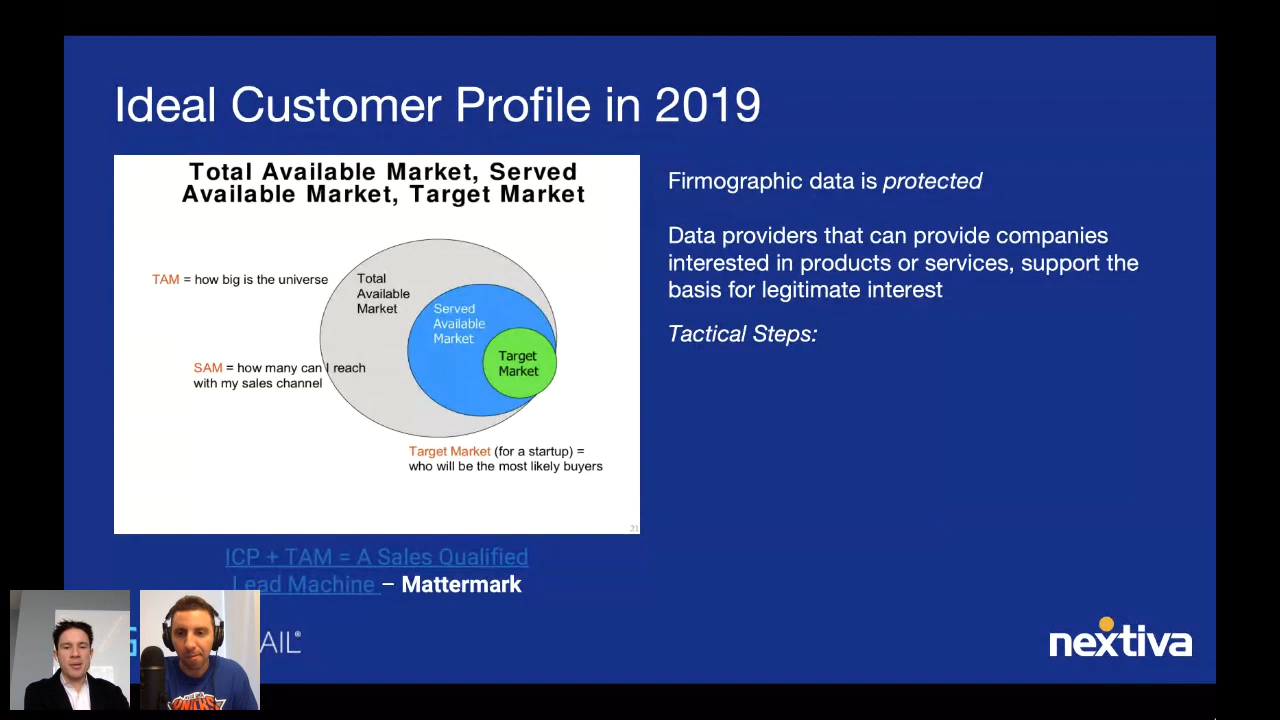 Ideal Customer Profile in 2019
Total Available Market, Served
Available Market, Target Market
TAM = how big is the universe
Total
Available
Market
Served
Available
Market
Target
Market
SAM = how many can I reach
with my sales channel
Target Market (for a startup) =
who will be the most likely buyers
21
ICP + TAM = A Sales Qualified
Lead Machine – Mattermark
Firmographic data is protected
Data providers that can provide companies
interested in products or services, support the
basis for legitimate interest
Tactical Steps:
G AIL®
KNICKS
nextiva